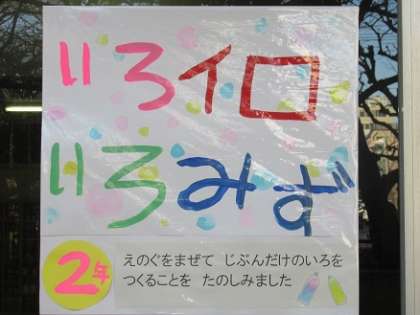 いろイロ
いろみず
2年
えのぐをまぜて じぶんだけのいろを
つくることを たのしみました